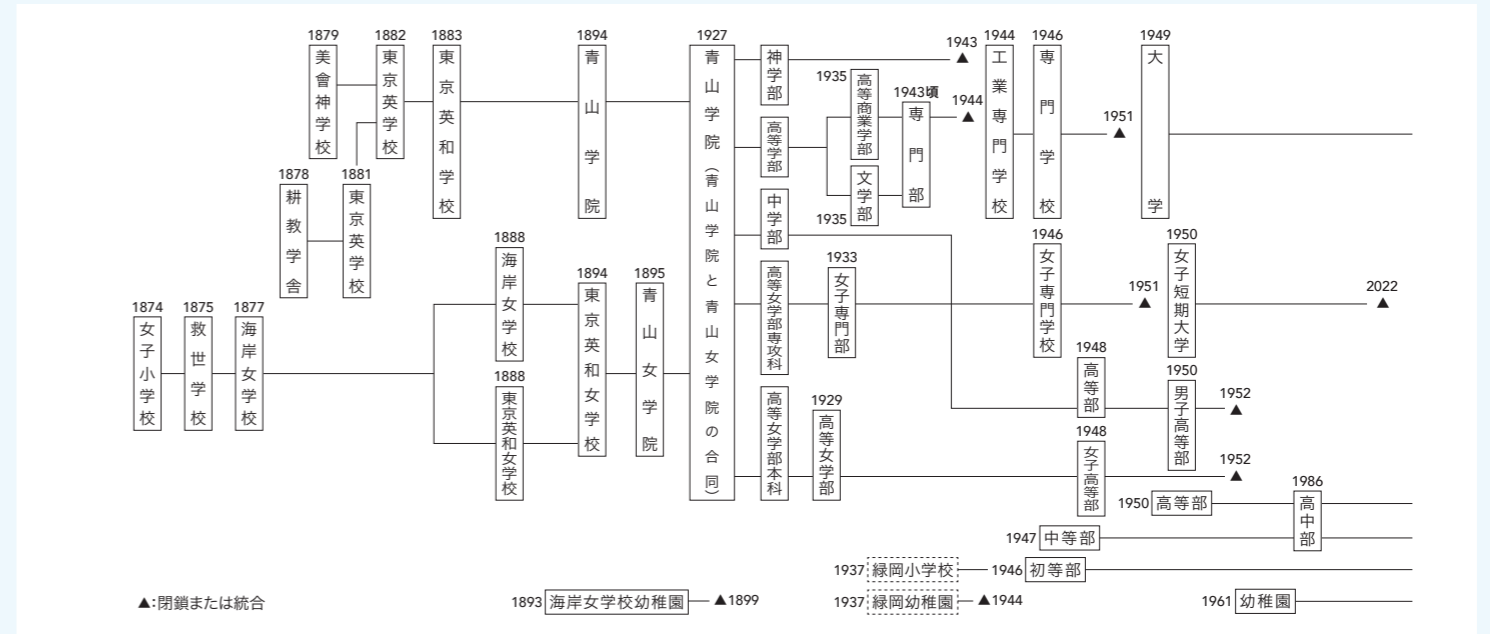 1879
美會神学校
1882
東京英学校
1883
東京英和学校
1894
青山学院
1878
耕教学舎
1881
東京英学校
1874
女子小学校
1875
救世学校
1877
海岸女学校
1888
海岸女学校
1888
東京英和女学校
1894
東京英和女学校
1895
青山女学院
1927
青山学院（青山学院と青山女学院の合同）
神学部
1943
▲
高等学部
1935
高等商業学部
1935
文学部
1943頃
専門部
1944
▲
1944
工業専門学校
1946
専門学校
1951
▲
1949
大学
中学部
高等女学部専攻科
1933
女子専門部
1946
女子専門学校
1951
▲
1950
女子短期大学
2022
▲
1948
高等部
1950
男子高等部
1952
▲
高等女学部本科
1929
高等女学部
1948
女子高等部
1952
▲
1950 高等部
1986
高中部
1947 中等部
1937 緑岡小学校
1946 初等部
▲:閉鎖または統合
1893 海岸女学校幼稚園
▲1899
1937 緑岡幼稚園
▲1944
1961 幼稚園